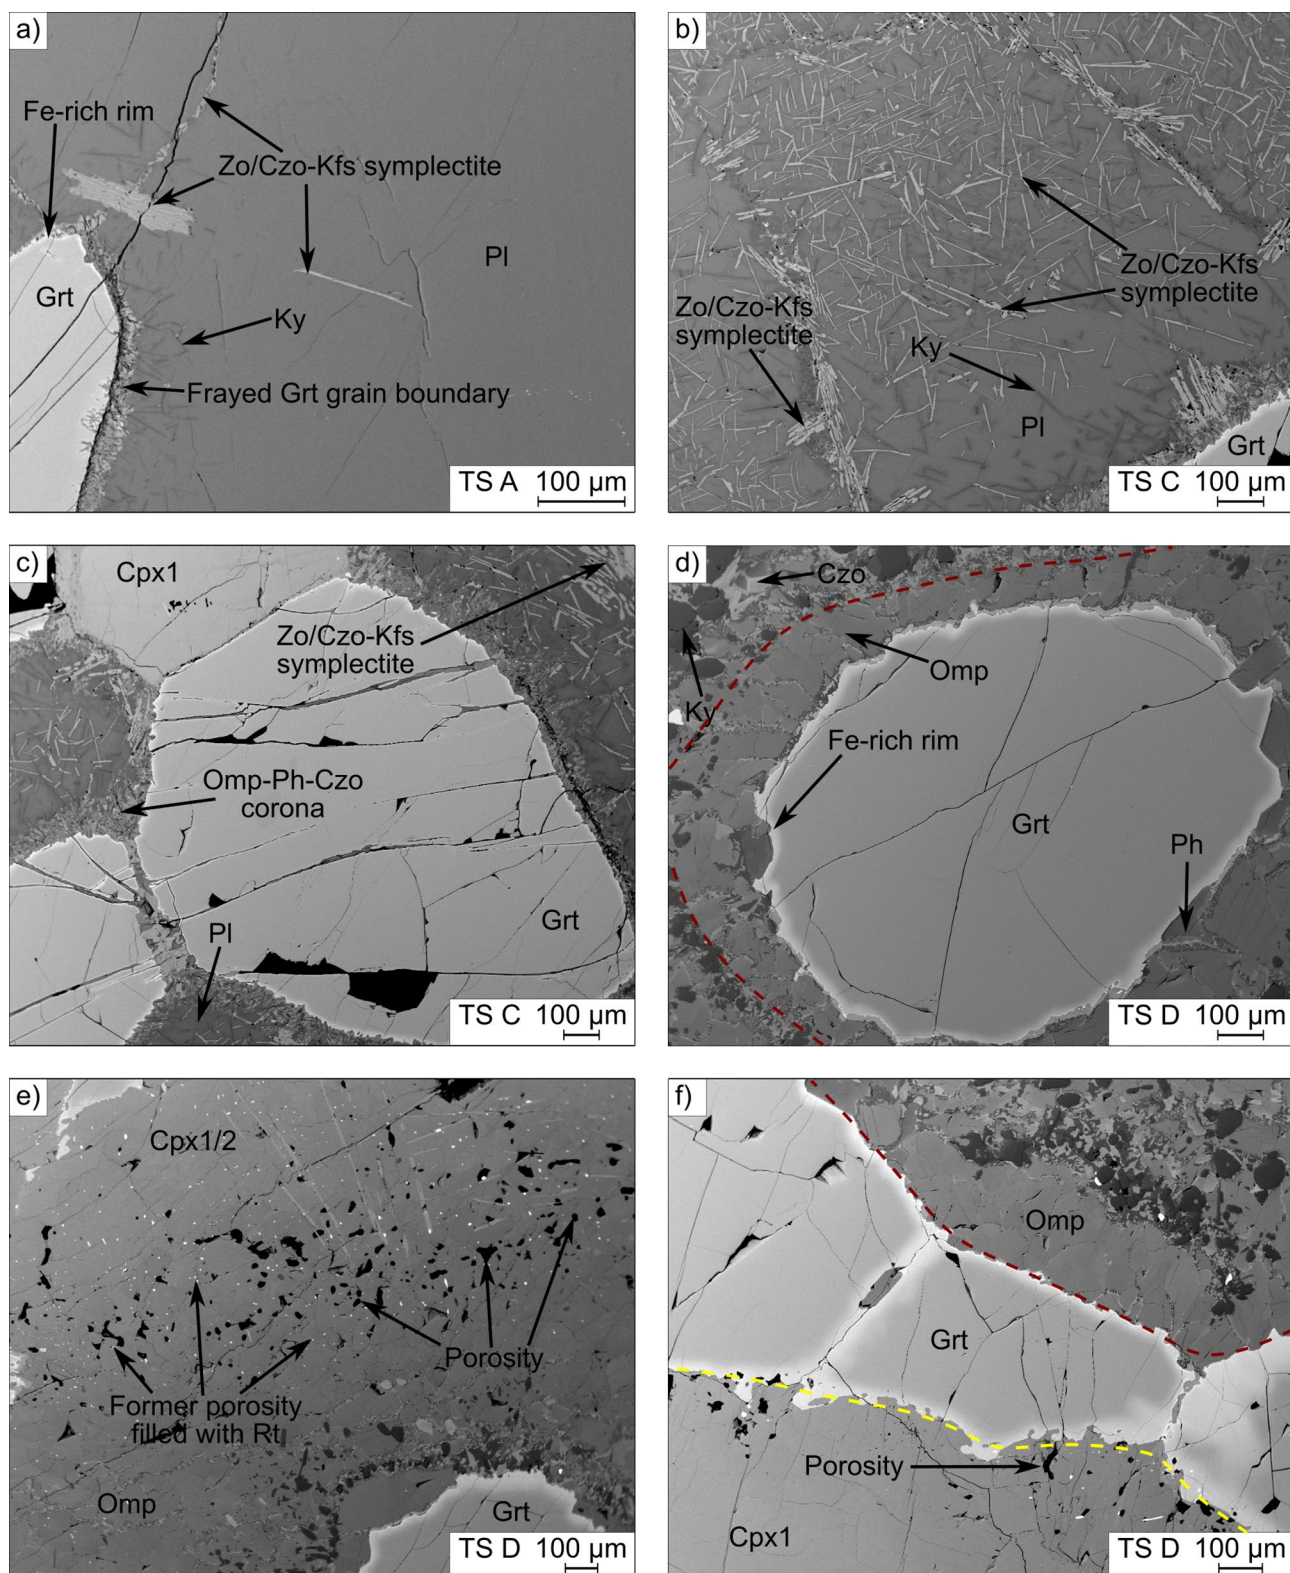 a)
Fe-rich rim
Zo/Czo-Kfs symplectite
Pl
Grt
Ky
Frayed Grt grain boundary
TS A 100 µm
b)
Zo/Czo-Kfs
symplectite
Zo/Czo-Kfs
symplectite
Ky
Pl
Grt
TS C 100 µm
c)
Cpx1
Zo/Czo-Kfs
symplectite
Omp-Ph-Czo
corona
Pl
Grt
TS C 100 µm
d)
Czo
Omp
Ky
Fe-rich rim
Grt
Ph
TS D 100 µm
e)
Cpx1/2
Porosity
Former porosity
filled with Rt
Omp
Grt
TS D 100 µm
f)
Omp
Grt
Porosity
Cpx1
TS D 100 µm